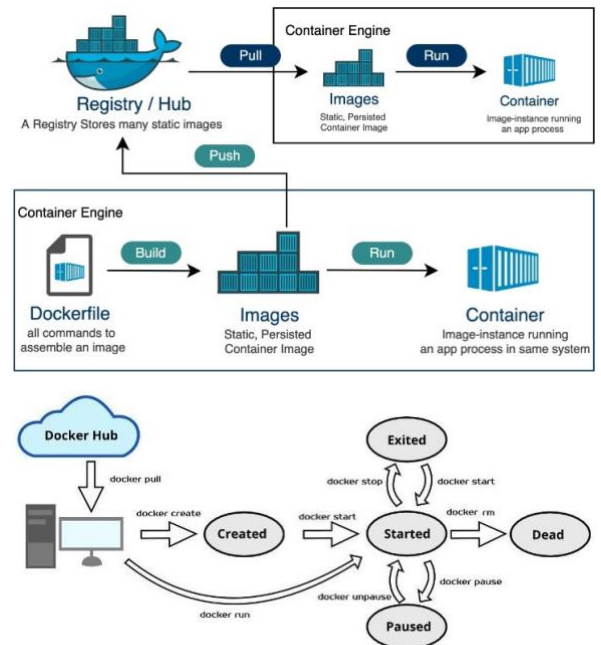 Container Engine
Pull
Run
Registry / Hub
A Registry Stores many static images
Images
Static, Persisted
Container Image
Container
Image-instance running
an app process
Push
Container Engine
Build
Run
Dockerfile
all commands to
assemble an image
Images
Static, Persisted
Container Image
Container
Image-instance running
an app process in same system
Docker Hub
docker pull
Exited
docker stop
docker start
docker create
Created
docker start
Started
docker rm
Dead
docker run
docker unpause
docker pause
Paused